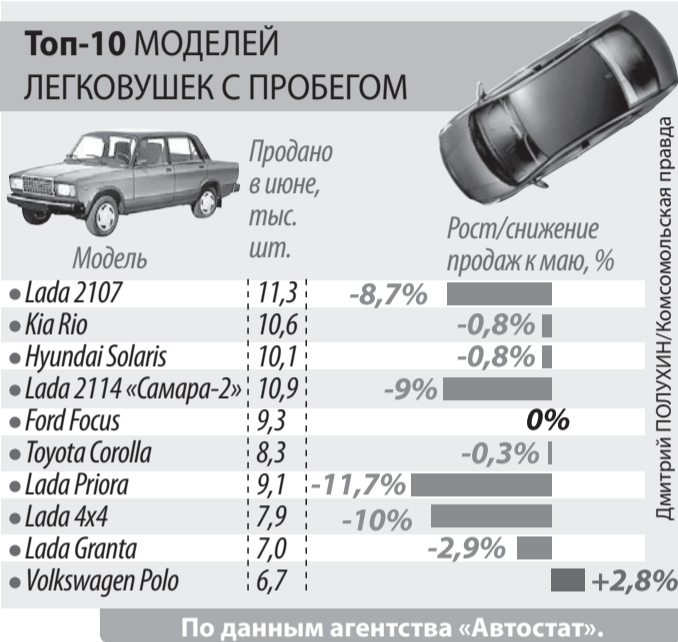 Топ-10 МОДЕЛЕЙ
ЛЕГКОВУШЕК С ПРОБЕГОМ
Модель
Продано
в июне,
тыс.
шт.
Рост/снижение
продаж к маю, %
Lada 2107 11,3 -8,7%
Kia Rio 10,6 -0,8%
Hyundai Solaris 10,1 -0,8%
Lada 2114 «Самара-2» 10,9 -9%
Ford Focus 9,3 0%
Toyota Corolla 8,3 -0,3%
Lada Priora 9,1 -11,7%
Lada 4x4 7,9 -10%
Lada Granta 7,0 -2,9%
Volkswagen Polo 6,7 +2,8%
По данным агентства «Автостат».
Дмитрий ПОЛУХИН/Комсомольская правда